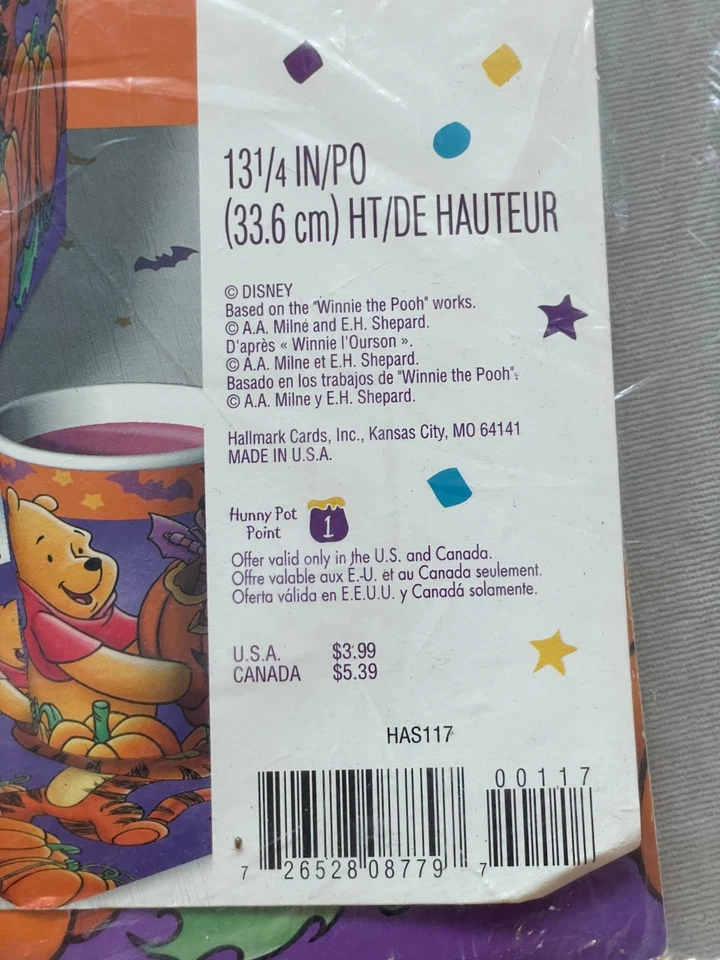 13 1/4 IN/PO
(33.6 cm) HT/DE HAUTEUR
© DISNEY
Based on the "Winnie the Pooh" works.
© A.A. Milne and E.H. Shepard.
D'après « Winnie l'Ourson ».
© A.A. Milne et E.H. Shepard.
Basado en los trabajos de "Winnie the Pooh".
© A.A. Milne y E.H. Shepard.
Hallmark Cards, Inc., Kansas City, MO 64141
MADE IN U.S.A.
Hunny Pot
Point 1
Offer valid only in the U.S. and Canada.
Offre valable aux E.-U. et au Canada seulement.
Oferta válida en E.E.U.U. y Canadá solamente.
U.S.A. $3.99
CANADA $5.39
HAS117
00117
7 26528 08779 7